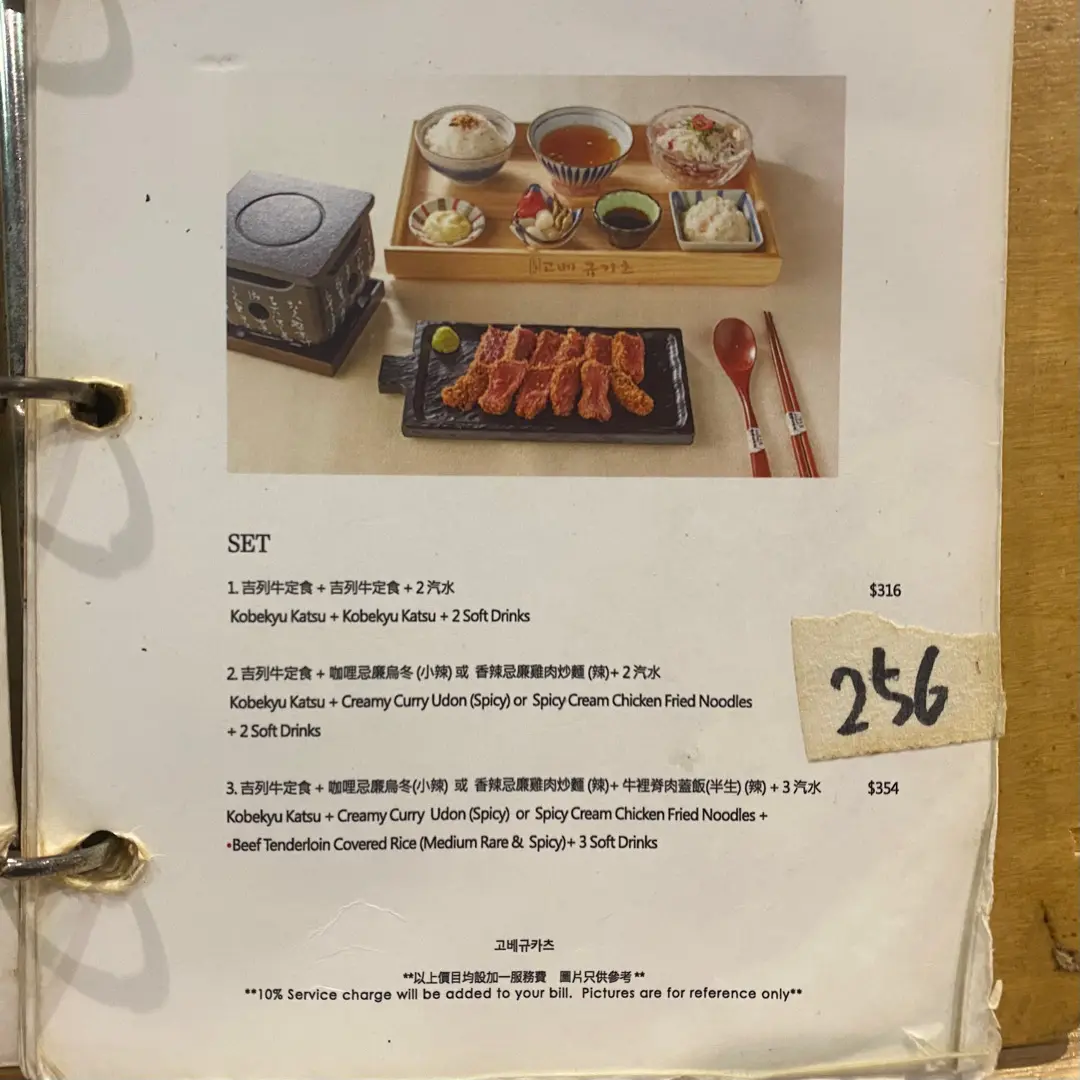 고베 규카츠
SET
1. 吉列牛定食 + 吉列牛定食 + 2 汽水 $316
Kobekyu Katsu + Kobekyu Katsu + 2 Soft Drinks
2. 吉列牛定食 + 咖哩忌廉烏冬 (小辣) 或 香辣忌廉雞肉炒麵 (辣)+ 2 汽水
256
Kobekyu Katsu + Creamy Curry Udon (Spicy) or Spicy Cream Chicken Fried Noodles
+ 2 Soft Drinks
3. 吉列牛定食 + 咖哩忌廉烏冬(小辣) 或 香辣忌廉雞肉炒麵 (辣)+ 牛裡脊肉蓋飯(半生) (辣) + 3 汽水 $354
Kobekyu Katsu + Creamy Curry Udon (Spicy) or Spicy Cream Chicken Fried Noodles +
•Beef Tenderloin Covered Rice (Medium Rare & Spicy)+ 3 Soft Drinks
고베규카츠
**以上價目均設加一服務費 圖片只供參考 **
**10% Service charge will be added to your bill. Pictures are for reference only**